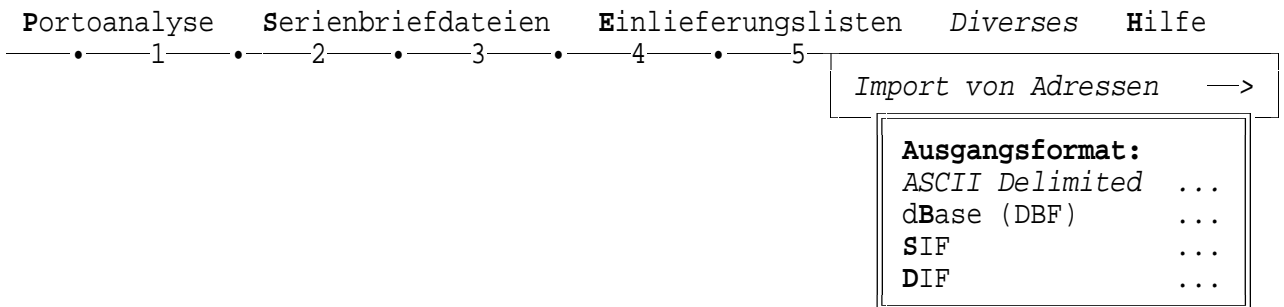 Portoanalyse Serienbriefdateien Einlieferungslisten Diverses Hilfe
1 2 3 4 5
Import von Adressen —>
Ausgangsformat:
ASCII Delimited ...
dBase (DBF) ...
SIF ...
DIF ...